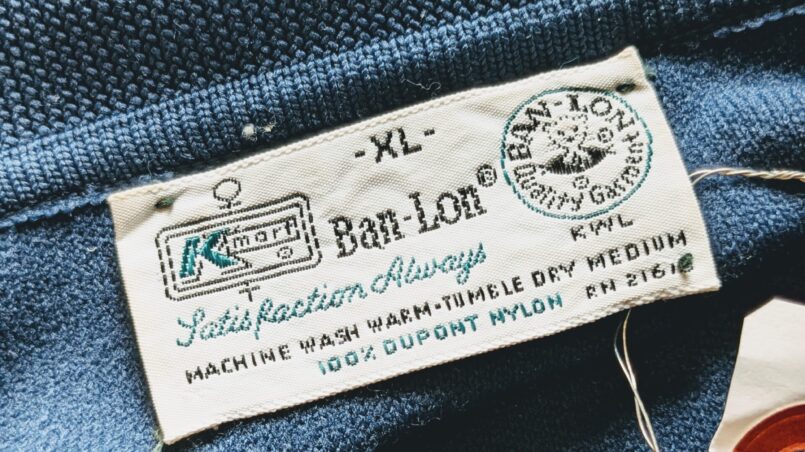 -XL-
Kmart®
Ban-Lon®
BAN-LON®
Quality Garment
KWL
Satisfaction Always
MACHINE WASH WARM-TUMBLE DRY MEDIUM
100% DUPONT NYLON RN 2161